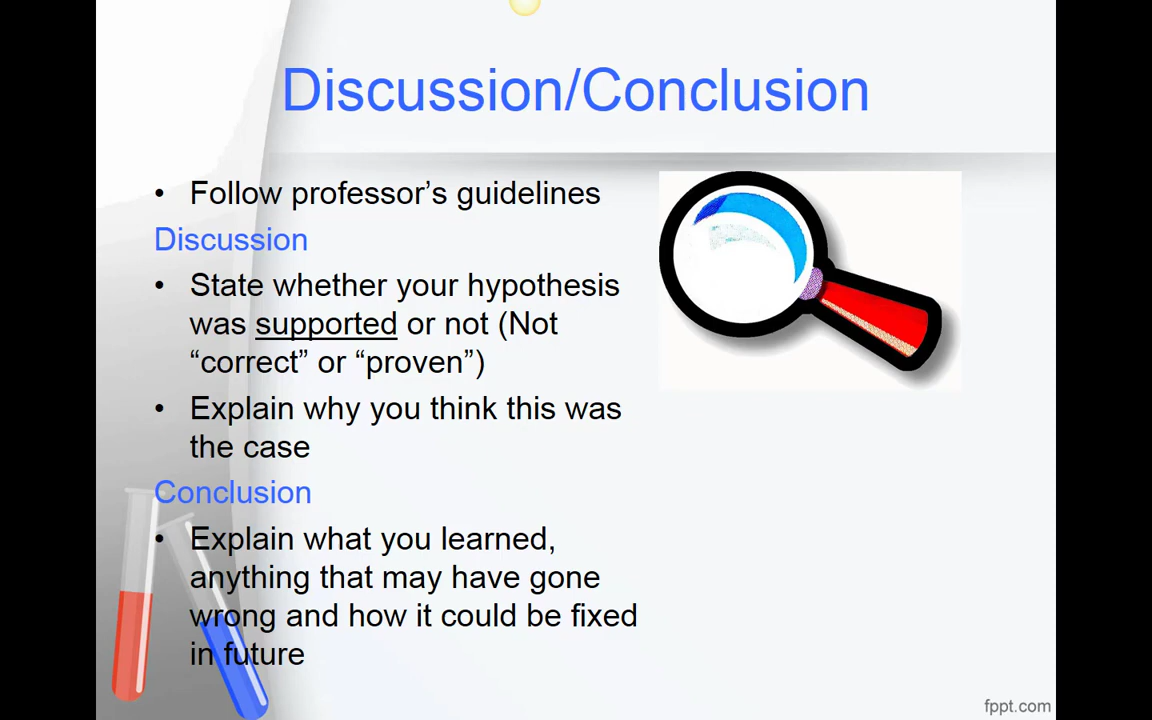 Discussion/Conclusion
• Follow professor’s guidelines
Discussion
• State whether your hypothesis
was supported or not (Not
“correct” or “proven”)
• Explain why you think this was
the case
Conclusion
• Explain what you learned,
anything that may have gone
wrong and how it could be fixed
in future
fppt.com